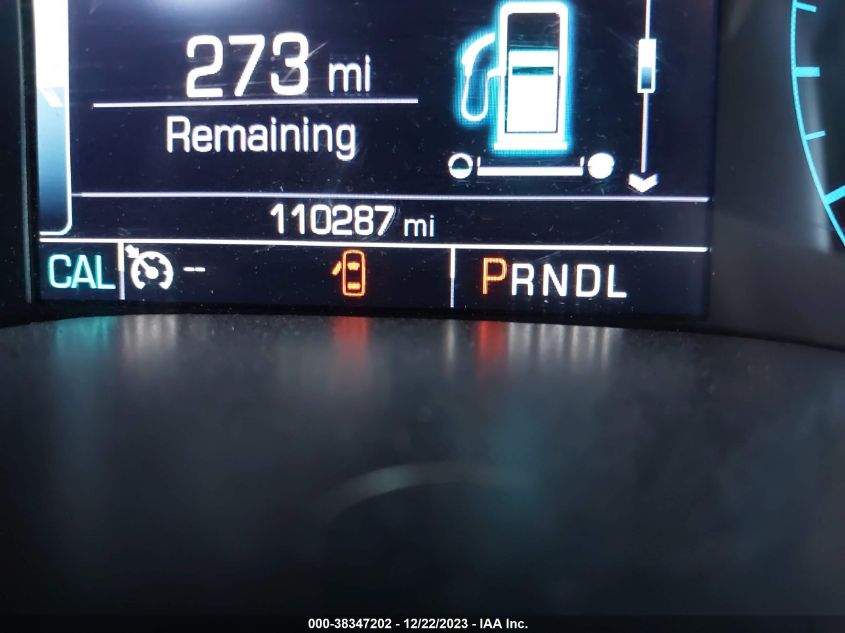 273 mi
Remaining
110287 mi
CAL -- PRNDL
000-38347202 - 12/22/2023 - IAA Inc.